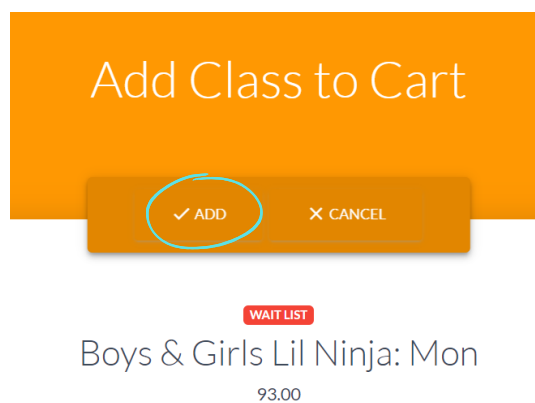 Add Class to Cart
ADD CANCEL
WAIT LIST
Boys & Girls Lil Ninja: Mon
93.00